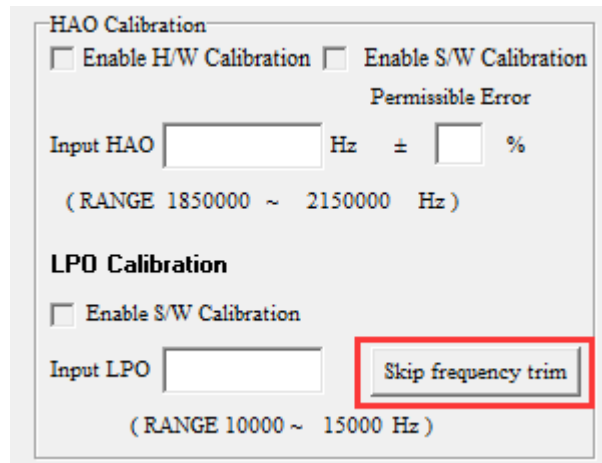 HAO Calibration
Enable H/W Calibration Enable S/W Calibration
Permissible Error
Input HAO Hz ± %
( RANGE 1850000 ~ 2150000 Hz )
LPO Calibration
Enable S/W Calibration
Input LPO Skip frequency trim
( RANGE 10000 ~ 15000 Hz )